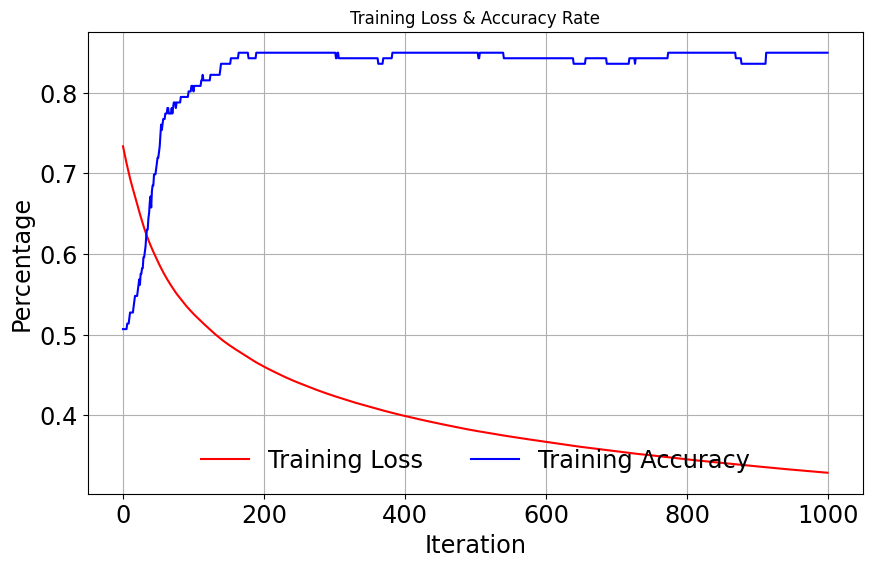 Training Loss & Accuracy Rate
Percentage
0.8
0.7
0.6
0.5
0.4
Training Loss Training Accuracy
0 200 400 600 800 1000
Iteration